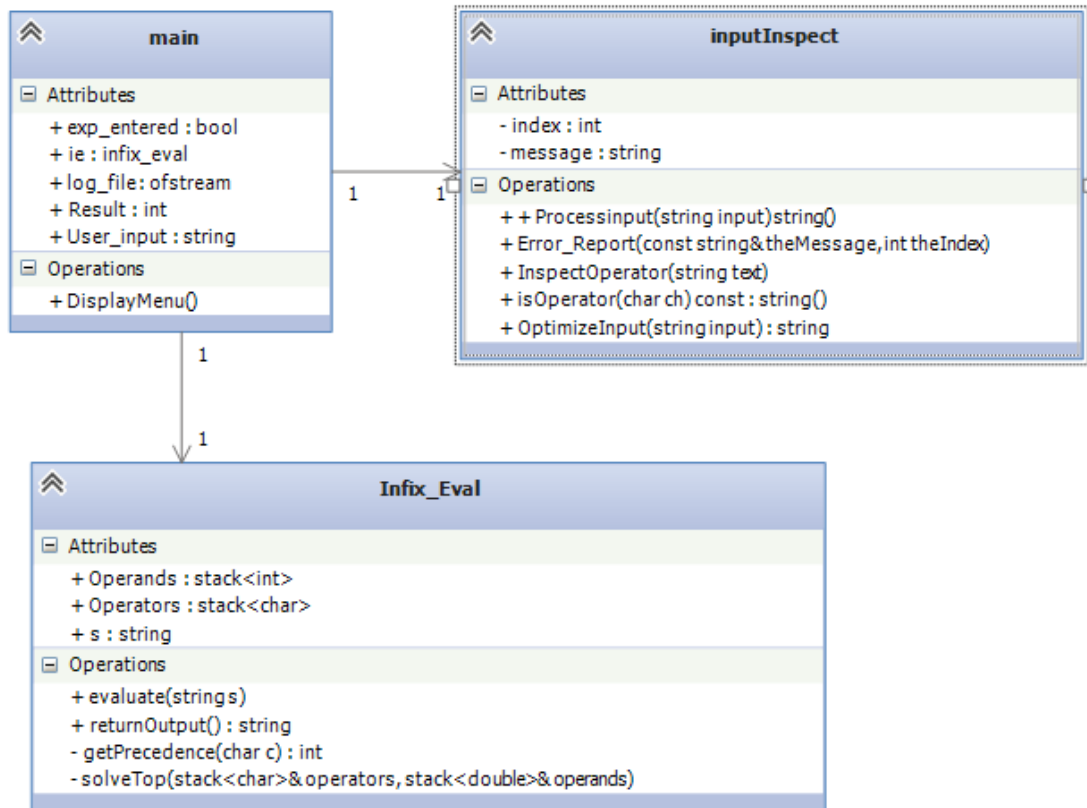 main
Attributes
+ exp_entered : bool
+ ie : infix_eval
+ log_file: ofstream
+ Result : int
+ User_input : string
Operations
+ DisplayMenu()
inputInspect
Attributes
- index : int
- message : string
Operations
+ + Processinput(string input)string()
+ Error_Report(const string&theMessage,int theIndex)
+ InspectOperator(string text)
+ isOperator(char ch) const : string()
+ OptimizeInput(string input) : string
1
1
1
1
Infix_Eval
Attributes
+ Operands : stack<int>
+ Operators : stack<char>
+ s : string
Operations
+ evaluate(string s)
+ returnOutput() : string
- getPrecedence(char c) : int
- solveTop(stack<char>& operators, stack<double>& operands)